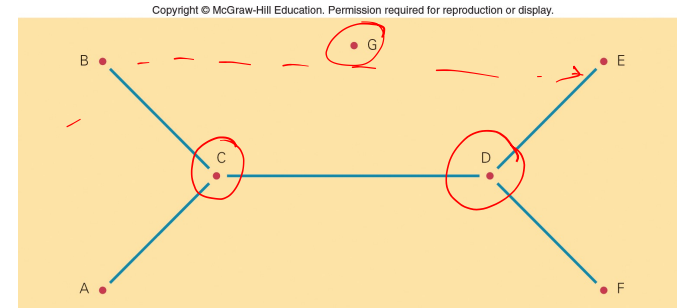 Copyright © McGraw-Hill Education. Permission required for reproduction or display.
G
B
E
C
D
A
F